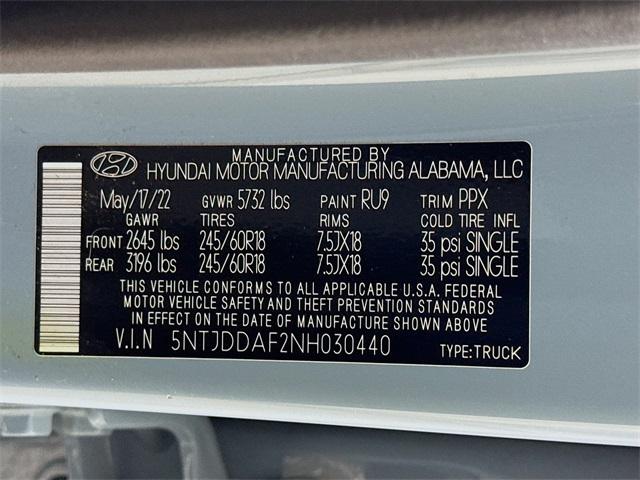 MANUFACTURED BY
HYUNDAI MOTOR MANUFACTURING ALABAMA, LLC
May/17/22 GVWR 5732 lbs PAINT RU9 TRIM PPX
GAWR TIRES RIMS COLD TIRE INFL
FRONT 2645 lbs 245/60R18 7.5JX18 35 psi SINGLE
REAR 3196 lbs 245/60R18 7.5JX18 35 psi SINGLE
THIS VEHICLE CONFORMS TO ALL APPLICABLE U.S.A. FEDERAL
MOTOR VEHICLE SAFETY AND THEFT PREVENTION STANDARDS
IN EFFECT ON THE DATE OF MANUFACTURE SHOWN ABOVE
V.I.N 5NTJDDAF2NH030440 TYPE:TRUCK